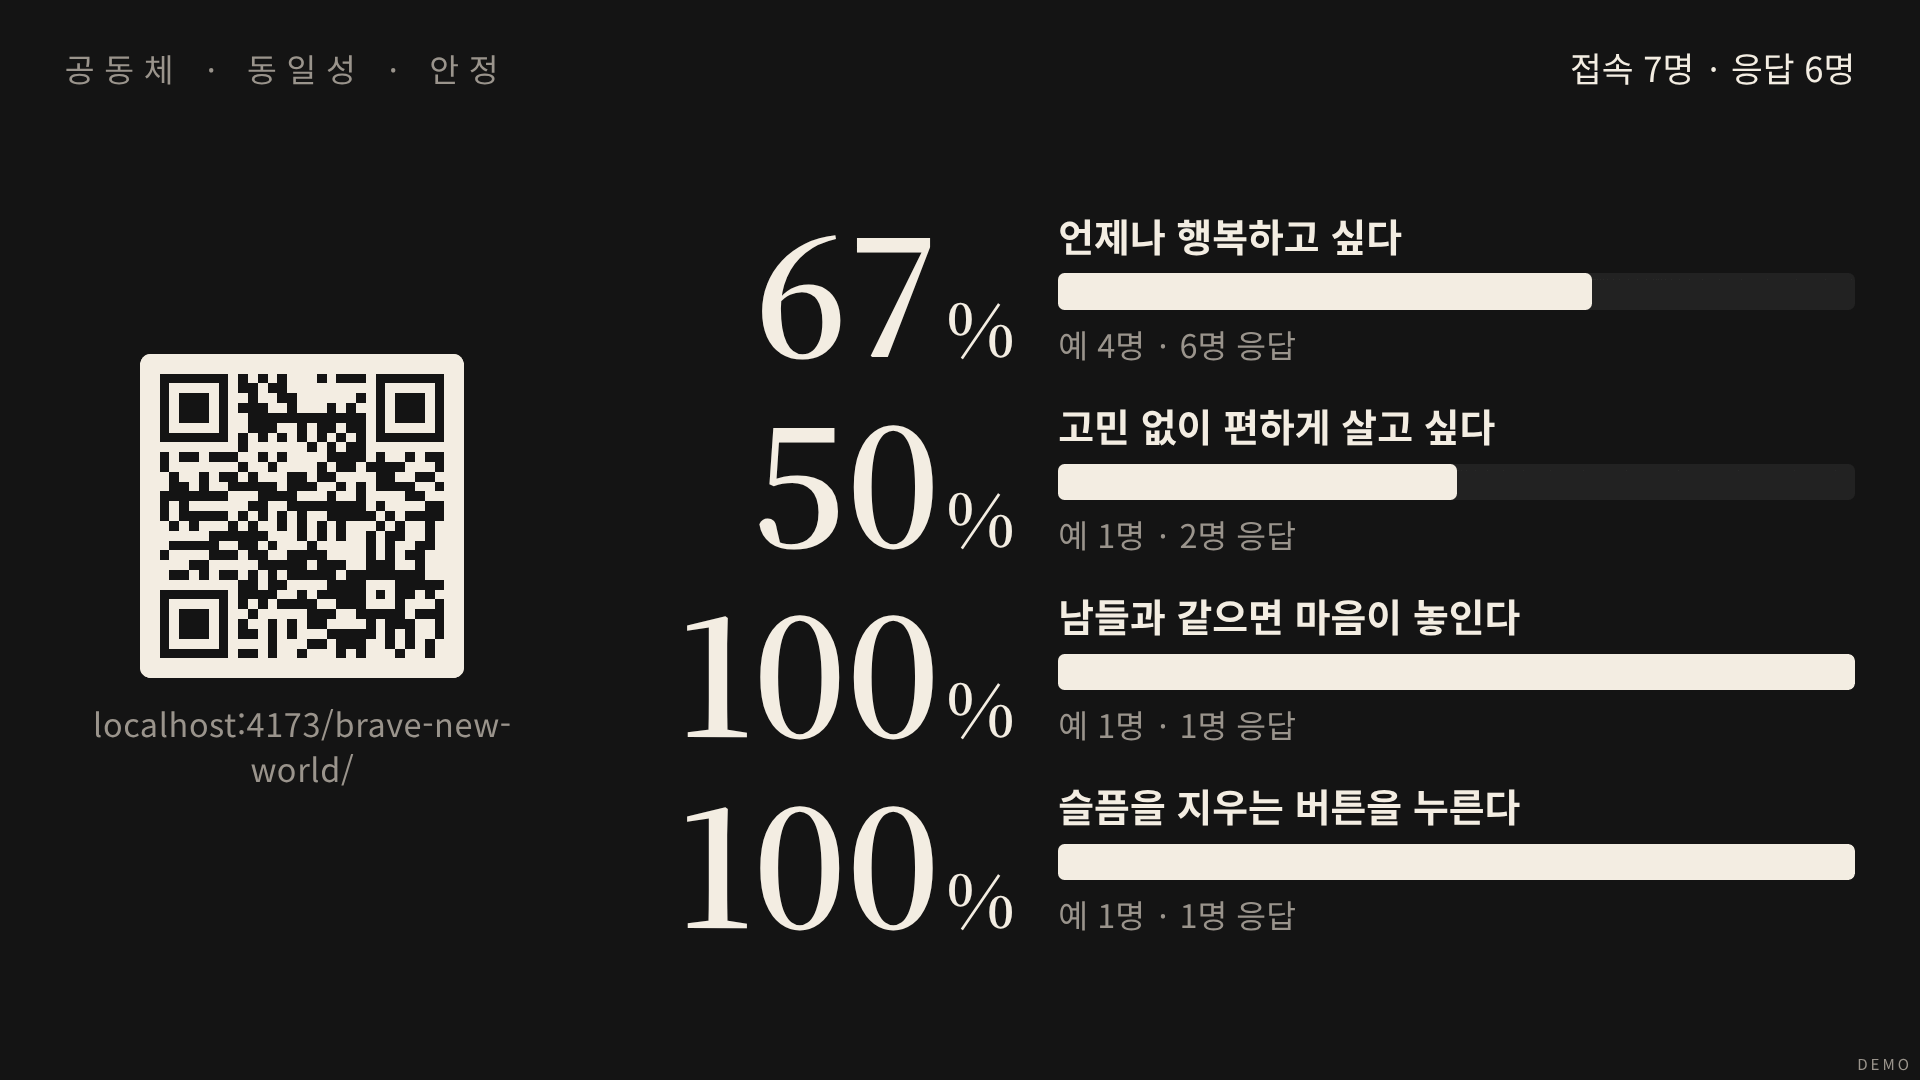 공동체 · 동일성 · 안정
접속 7명 · 응답 6명
67%
언제나 행복하고 싶다
예 4명 · 6명 응답
50%
고민 없이 편하게 살고 싶다
예 1명 · 2명 응답
100%
남들과 같으면 마음이 놓인다
예 1명 · 1명 응답
100%
슬픔을 지우는 버튼을 누른다
예 1명 · 1명 응답
localhost:4173/brave-new-
world/
DEMO